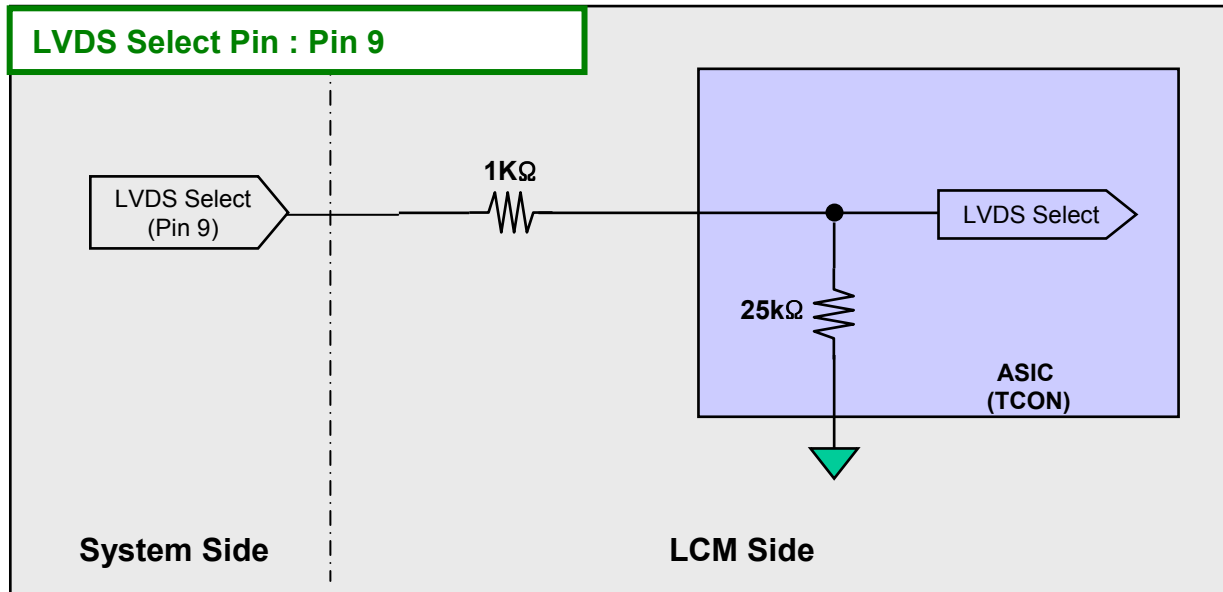 LVDS Select Pin : Pin 9
1KΩ
LVDS Select
(Pin 9)
LVDS Select
25kΩ
ASIC
(TCON)
System Side
LCM Side